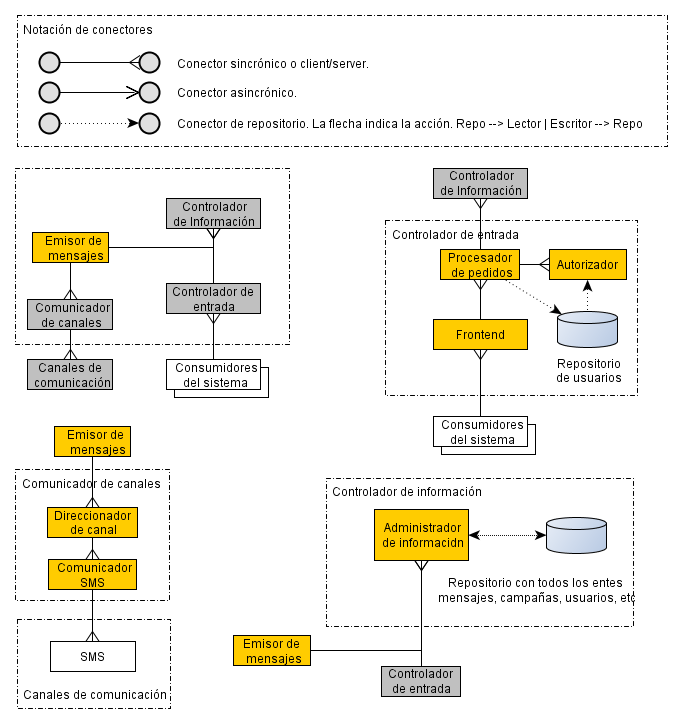 Notación de conectores
Conector sincrónico o client/server.
Conector asincrónico.
Conector de repositorio. La flecha indica la acción. Repo --> Lector | Escritor --> Repo
Controlador
de Información
Emisor de
mensajes
Controlador de
entrada
Comunicador
de canales
Canales de
comunicación
Consumidores
del sistema
Controlador
de Información
Controlador de entrada
Procesador
de pedidos
Autorizador
Frontend
Repositorio
de usuarios
Consumidores
del sistema
Emisor de
mensajes
Comunicador de canales
Direccionador
de canal
Comunicador
SMS
SMS
Canales de comunicación
Controlador de información
Administrador
de informacidn
Repositorio con todos los entes
mensajes, campañas, usuarios, etc
Emisor de
mensajes
Controlador
de entrada